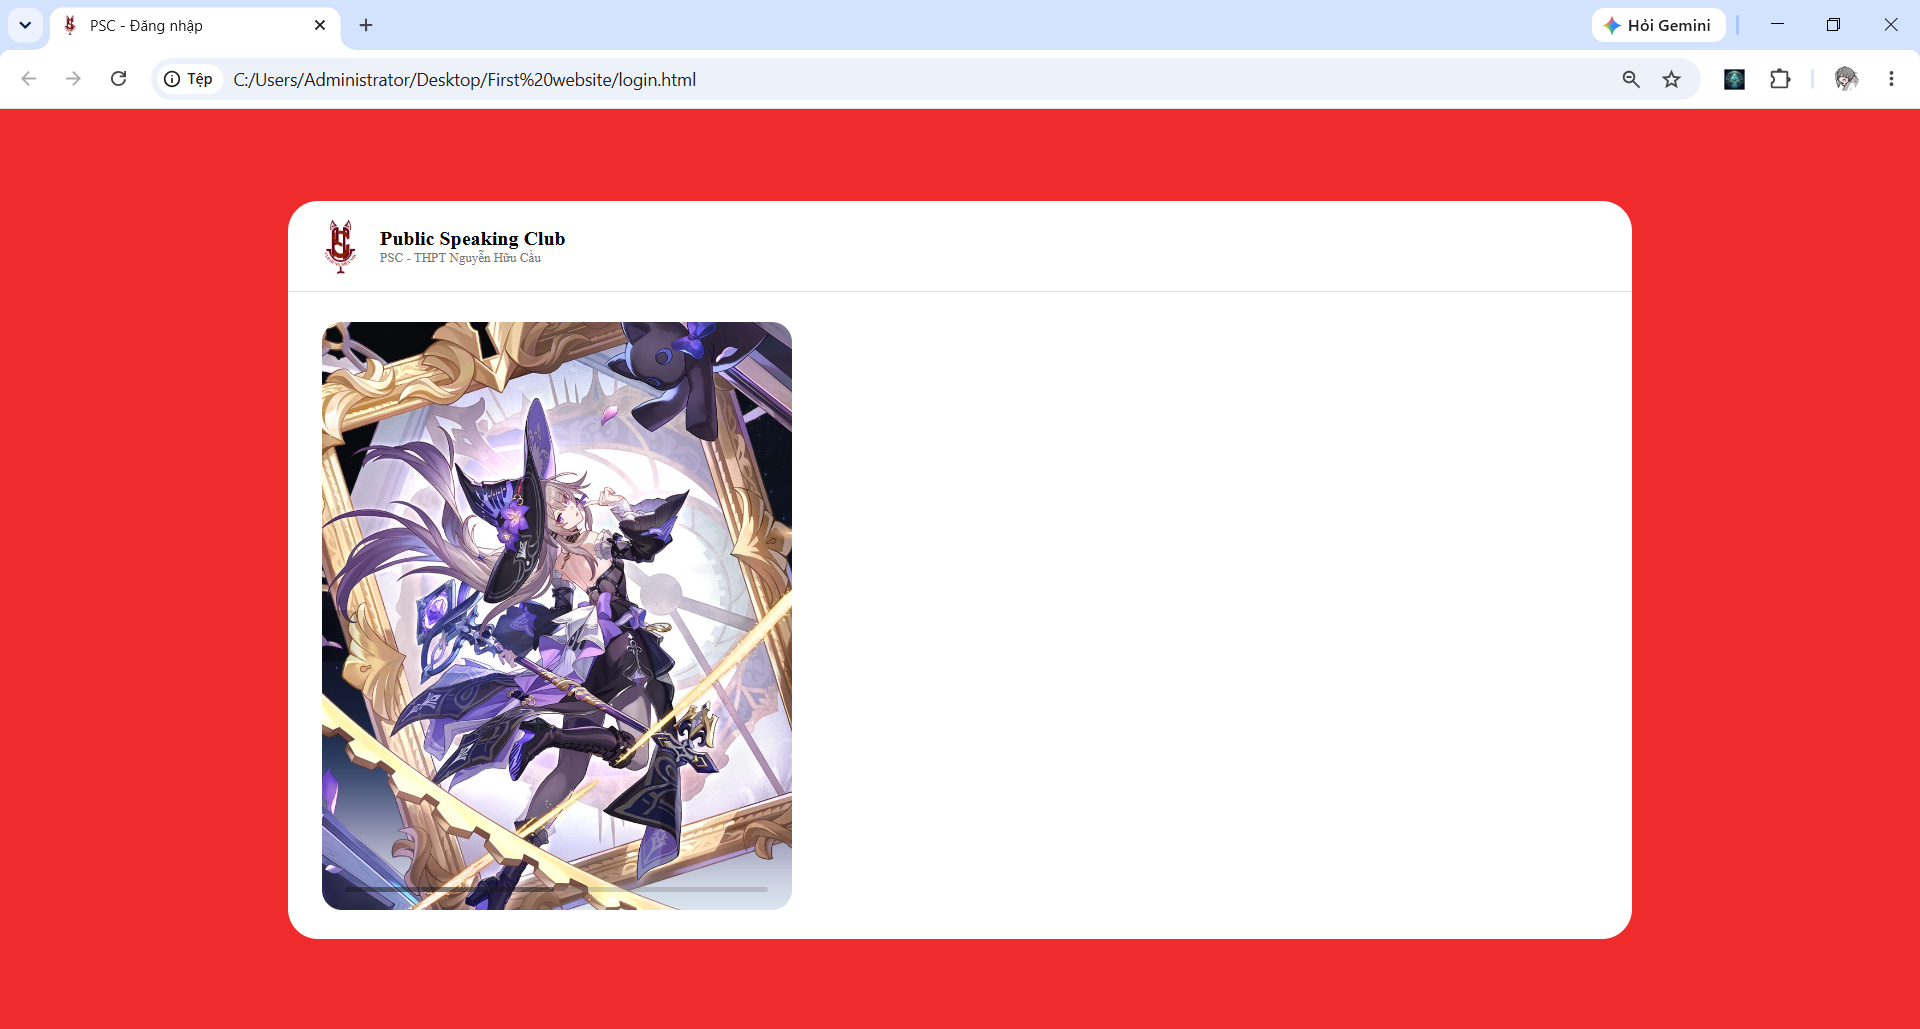 PSC - Đăng nhập
Hỏi Gemini
Tệp
C:/Users/Administrator/Desktop/First%20website/login.html
Public Speaking Club
PSC - THPT Nguyễn Hữu Cầu